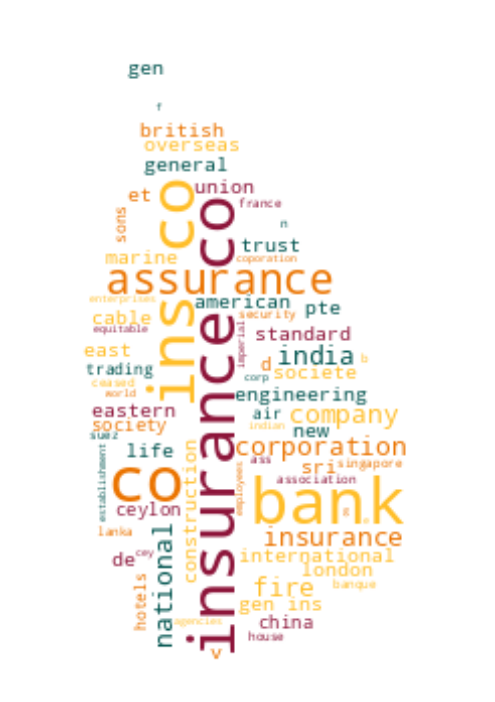 gen
f
british
overseas
general
union
et
france
sons
co
co
n
trust
marine
coporation
assurance
enterprises
american
pte
cable
security
equitable
imperial
standard
ins
east
india
b
trading
d
societe
corp
ceased
world
engineering
eastern
air
company
society
indian
new
suez
corporation
life
ass
sri
singapore
establishment
construction
employees
association
co
bank
insurance
ceylon
lanka
national
insurance
cey
de
international
london
banque
fire
hotels
gen ins
agencies
china
house
v